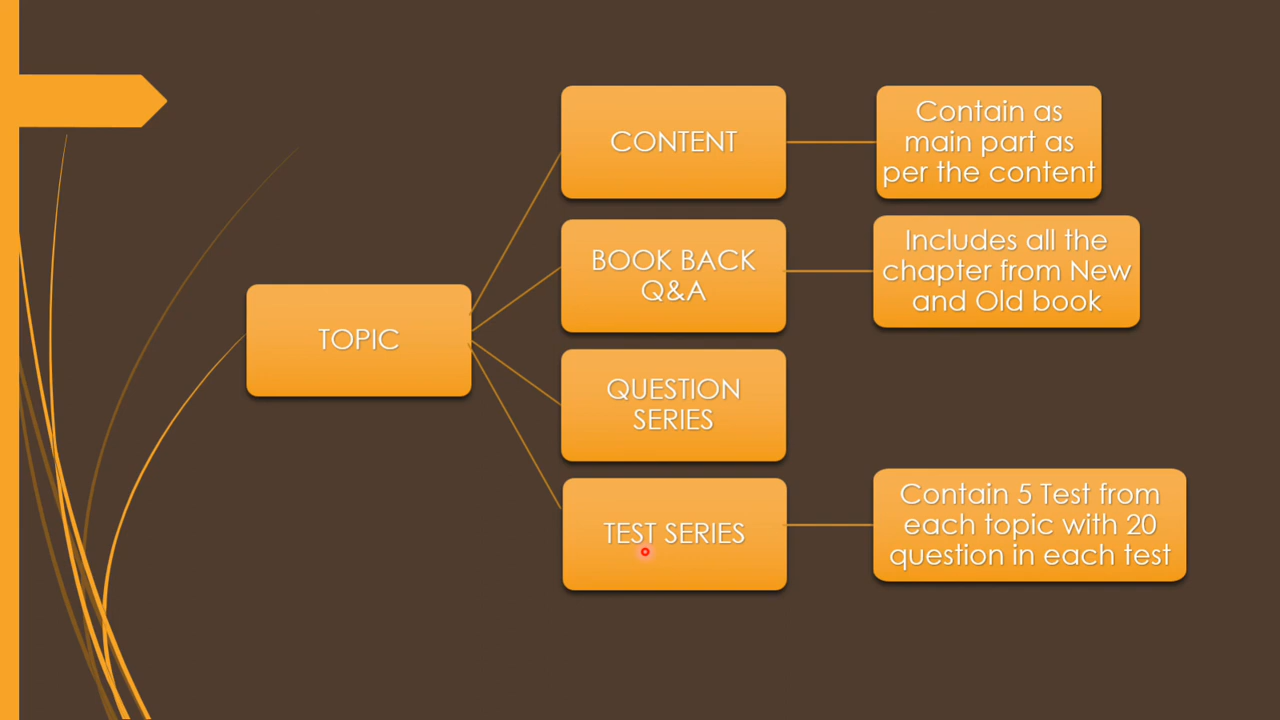 TOPIC
CONTENT
Contain as
main part as
per the content
BOOK BACK
Q&A
Includes all the
chapter from New
and Old book
QUESTION
SERIES
TEST SERIES
Contain 5 Test from
each topic with 20
question in each test